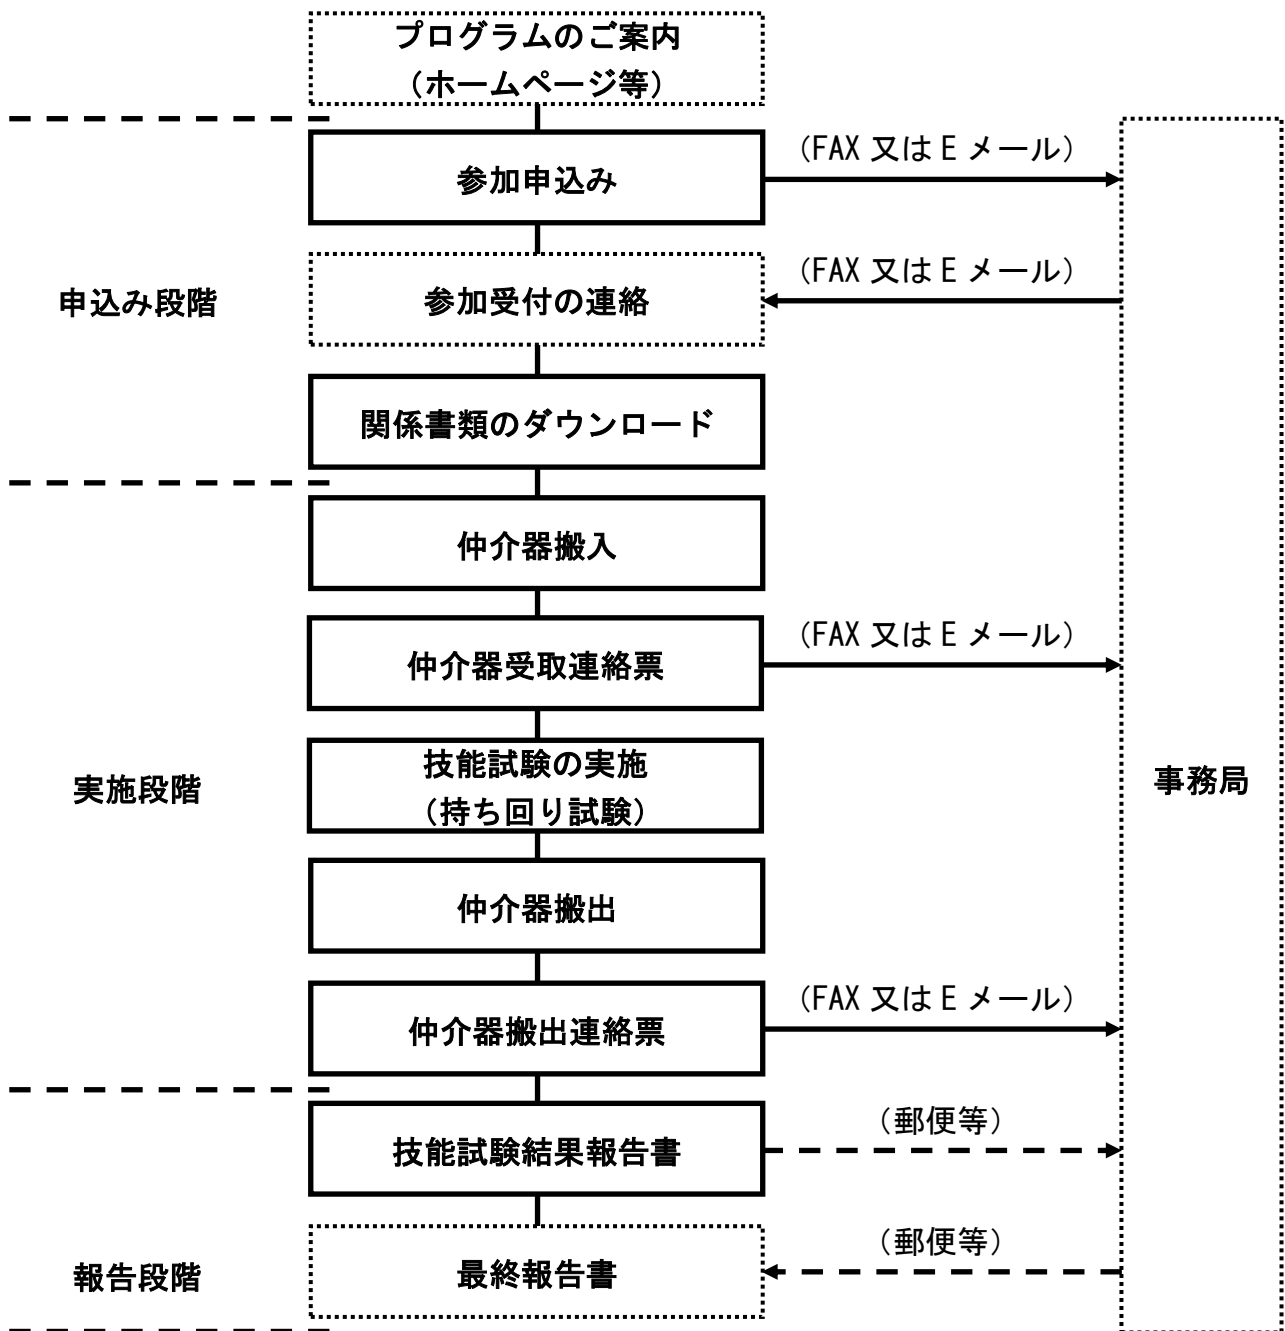 プログラムのご案内
（ホームページ等）
参加申込み
（FAX 又は E メール）
申込み段階
参加受付の連絡
（FAX 又は E メール）
関係書類のダウンロード
仲介器搬入
仲介器受取連絡票
（FAX 又は E メール）
実施段階
技能試験の実施
（持ち回り試験）
事務局
仲介器搬出
仲介器搬出連絡票
（FAX 又は E メール）
技能試験結果報告書
（郵便等）
報告段階
最終報告書
（郵便等）